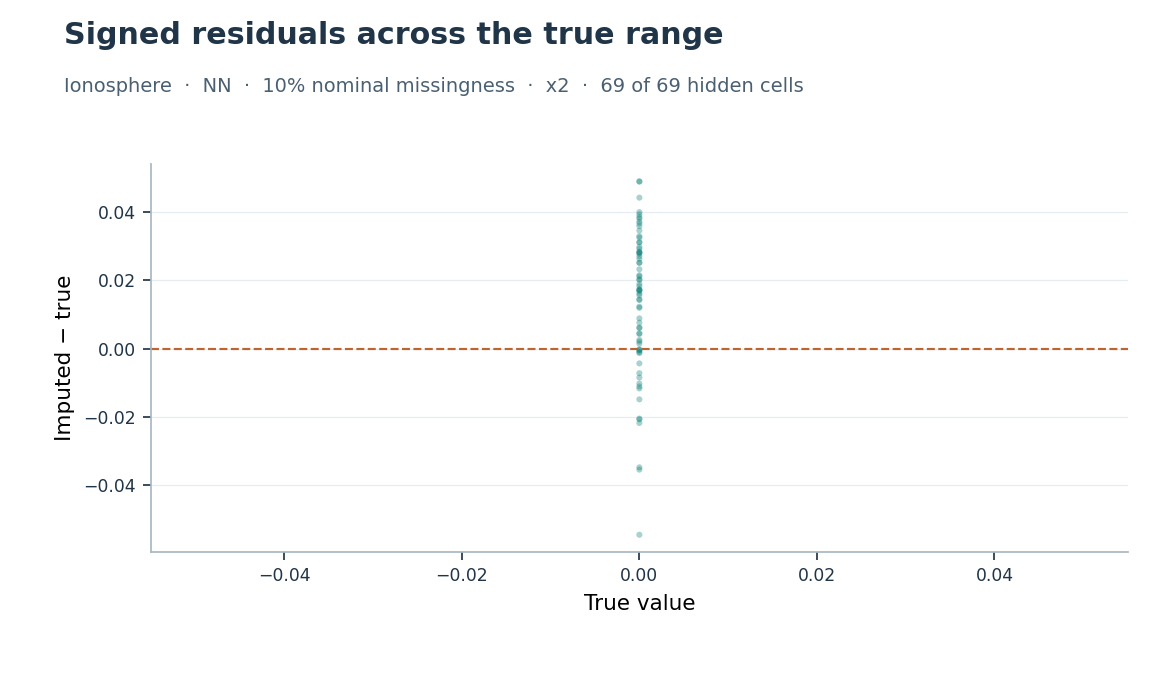 Signed residuals across the true range
Ionosphere · NN · 10% nominal missingness · x2 · 69 of 69 hidden cells
Imputed − true
0.04
0.02
0.00
−0.02
−0.04
−0.04
−0.02
0.00
0.02
0.04
True value